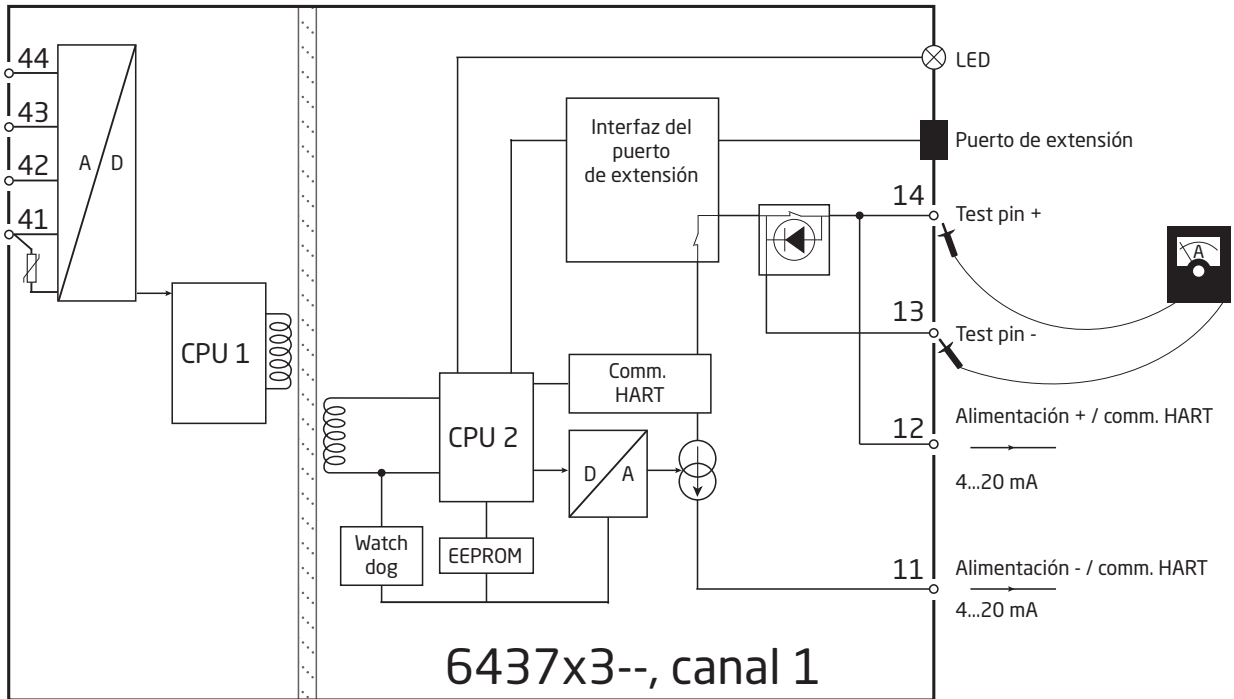 44
43
42
41
A / D
CPU 1
LED
Interfaz del
puerto
de extensión
Puerto de extensión
14
Test pin +
A
13
Test pin -
Comm.
HART
CPU 2
D / A
Alimentación + / comm. HART
12
4...20 mA
Watch
dog
EEPROM
11
Alimentación - / comm. HART
4...20 mA
6437x3--, canal 1